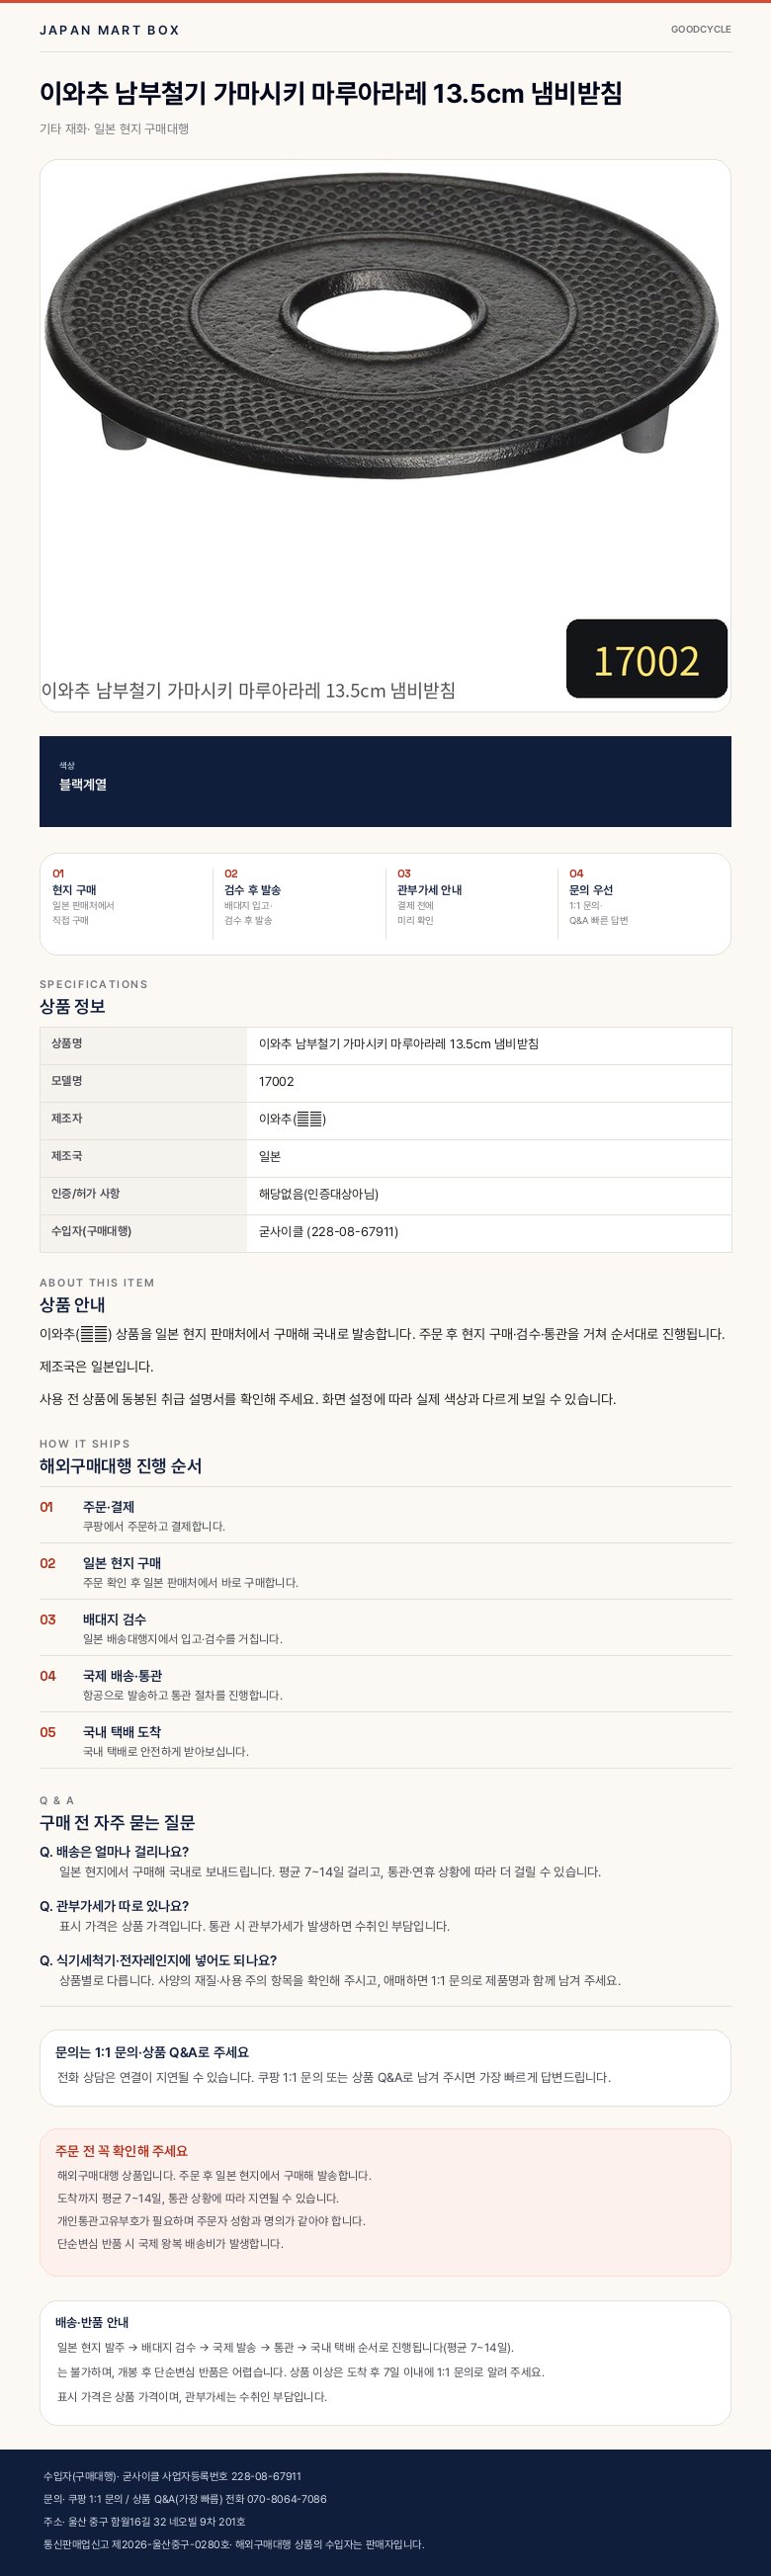 JAPAN MART BOX
GOODCYCLE
이와추 남부철기 가마시키 마루아라레 13.5cm 냄비받침
기타 재화· 일본 현지 구매대행
17002
이와추 남부철기 가마시키 마루아라레 13.5cm 냄비받침
색상
블랙계열
01
현지 구매
일본 판매처에서
직접 구매
02
검수 후 발송
배대지 입고·
검수 후 발송
03
관부가세 안내
결제 전에
미리 확인
04
문의 우선
1:1 문의·
Q&A 빠른 답변
SPECIFICATIONS
상품 정보
상품명 이와추 남부철기 가마시키 마루아라레 13.5cm 냄비받침
모델명 17002
제조자 이와추()
제조국 일본
인증/허가 사항 해당없음(인증대상아님)
수입자(구매대행) 굳사이클 (228-08-67911)
ABOUT THIS ITEM
상품 안내
이와추() 상품을 일본 현지 판매처에서 구매해 국내로 발송합니다. 주문 후 현지 구매·검수·통관을 거쳐 순서대로 진행됩니다.
제조국은 일본입니다.
사용 전 상품에 동봉된 취급 설명서를 확인해 주세요. 화면 설정에 따라 실제 색상과 다르게 보일 수 있습니다.
HOW IT SHIPS
해외구매대행 진행 순서
01 주문·결제
쿠팡에서 주문하고 결제합니다.
02 일본 현지 구매
주문 확인 후 일본 판매처에서 바로 구매합니다.
03 배대지 검수
일본 배송대행지에서 입고·검수를 거칩니다.
04 국제 배송·통관
항공으로 발송하고 통관 절차를 진행합니다.
05 국내 택배 도착
국내 택배로 안전하게 받아보십니다.
Q & A
구매 전 자주 묻는 질문
Q. 배송은 얼마나 걸리나요?
일본 현지에서 구매해 국내로 보내드립니다. 평균 7~14일 걸리고, 통관·연휴 상황에 따라 더 걸릴 수 있습니다.
Q. 관부가세가 따로 있나요?
표시 가격은 상품 가격입니다. 통관 시 관부가세가 발생하면 수취인 부담입니다.
Q. 식기세척기·전자레인지에 넣어도 되나요?
상품별로 다릅니다. 사양의 재질·사용 주의 항목을 확인해 주시고, 애매하면 1:1 문의로 제품명과 함께 남겨 주세요.
문의는 1:1 문의·상품 Q&A로 주세요
전화 상담은 연결이 지연될 수 있습니다. 쿠팡 1:1 문의 또는 상품 Q&A로 남겨 주시면 가장 빠르게 답변드립니다.
주문 전 꼭 확인해 주세요
해외구매대행 상품입니다. 주문 후 일본 현지에서 구매해 발송합니다.
도착까지 평균 7~14일, 통관 상황에 따라 지연될 수 있습니다.
개인통관고유부호가 필요하며 주문자 성함과 명의가 같아야 합니다.
단순변심 반품 시 국제 왕복 배송비가 발생합니다.
배송·반품 안내
일본 현지 발주 → 배대지 검수 → 국제 발송 → 통관 → 국내 택배 순서로 진행됩니다(평균 7~14일).
는 불가하며, 개봉 후 단순변심 반품은 어렵습니다. 상품 이상은 도착 후 7일 이내에 1:1 문의로 알려 주세요.
표시 가격은 상품 가격이며, 관부가세는 수취인 부담입니다.
수입자(구매대행)· 굳사이클 사업자등록번호 228-08-67911
문의· 쿠팡 1:1 문의 / 상품 Q&A(가장 빠름) 전화 070-8064-7086
주소· 울산 중구 함월16길 32 네오빌 9차 201호
통신판매업신고 제2026-울산중구-0280호· 해외구매대행 상품의 수입자는 판매자입니다.